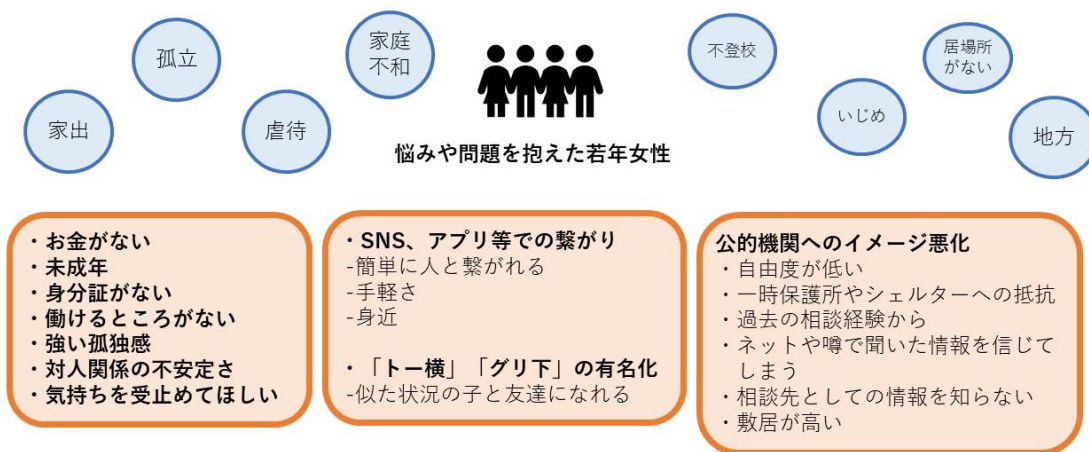 孤立
家庭
不和
不登校
居場所
がない
家出
虐待
いじめ
地方
悩みや問題を抱えた若年女性
・お金がない
・未成年
・身分証がない
・働けるところがない
・強い孤独感
・対人関係の不安定さ
・気持ちを受止めてほしい
・SNS、アプリ等での繋がり
-簡単に人と繋がれる
-手軽さ
-身近
・「トー横」「グリ下」の有名化
-似た状況の子と友達になれる
公的機関へのイメージ悪化
・自由度が低い
・一時保護所やシェルターへの抵抗
・過去の相談経験から
・ネットや噂で聞いた情報を信じて
しまう
・相談先としての情報を知らない
・敷居が高い